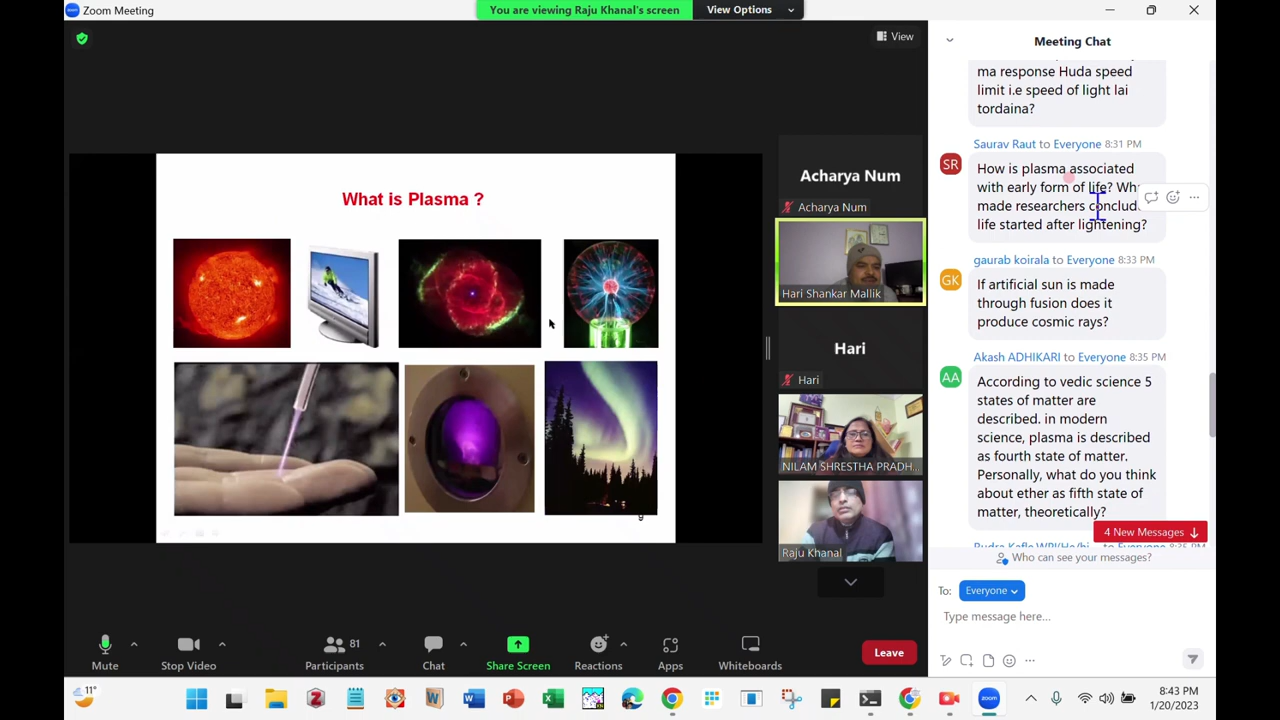 Zoom Meeting
You are viewing Raju Khanal's screen
View Options
View
What is Plasma ?
9
Acharya Num
Acharya Num
Hari Shankar Mallik
Hari
Hari
NILAM SHRESTHA PRADH...
Raju Khanal
Meeting Chat
ma response Huda speed
limit i.e speed of light lai
tordaina?
Saurav Raut to Everyone 8:31 PM
SR
How is plasma associated
with early form of life? Wh
made researchers conclud
life started after lightening?
gaurab koirala to Everyone 8:33 PM
GK
If artificial sun is made
through fusion does it
produce cosmic rays?
Akash ADHIKARI to Everyone 8:35 PM
AA
According to vedic science 5
states of matter are
described. in modern
science, plasma is described
as fourth state of matter.
Personally, what do you think
about ether as fifth state of
matter, theoretically?
4 New Messages
Who can see your messages?
To: Everyone
Type message here...
Mute
Stop Video
81
Participants
Chat
Share Screen
Reactions
Apps
Whiteboards
Leave
11°
8:43 PM
1/20/2023